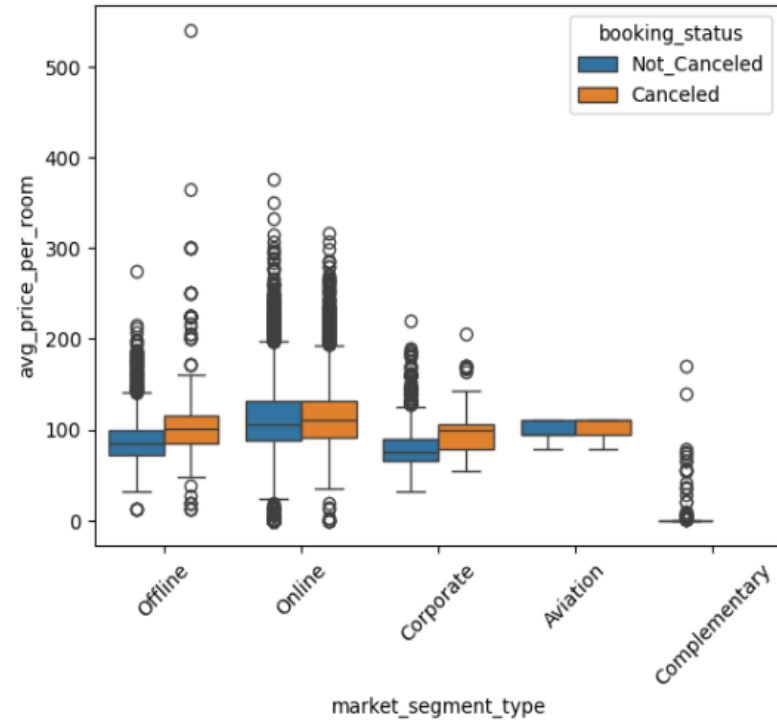 booking_status
Not_Canceled
Canceled
avg_price_per_room
500
400
300
200
100
0
Offline
Online
Corporate
Aviation
Complementary
market_segment_type